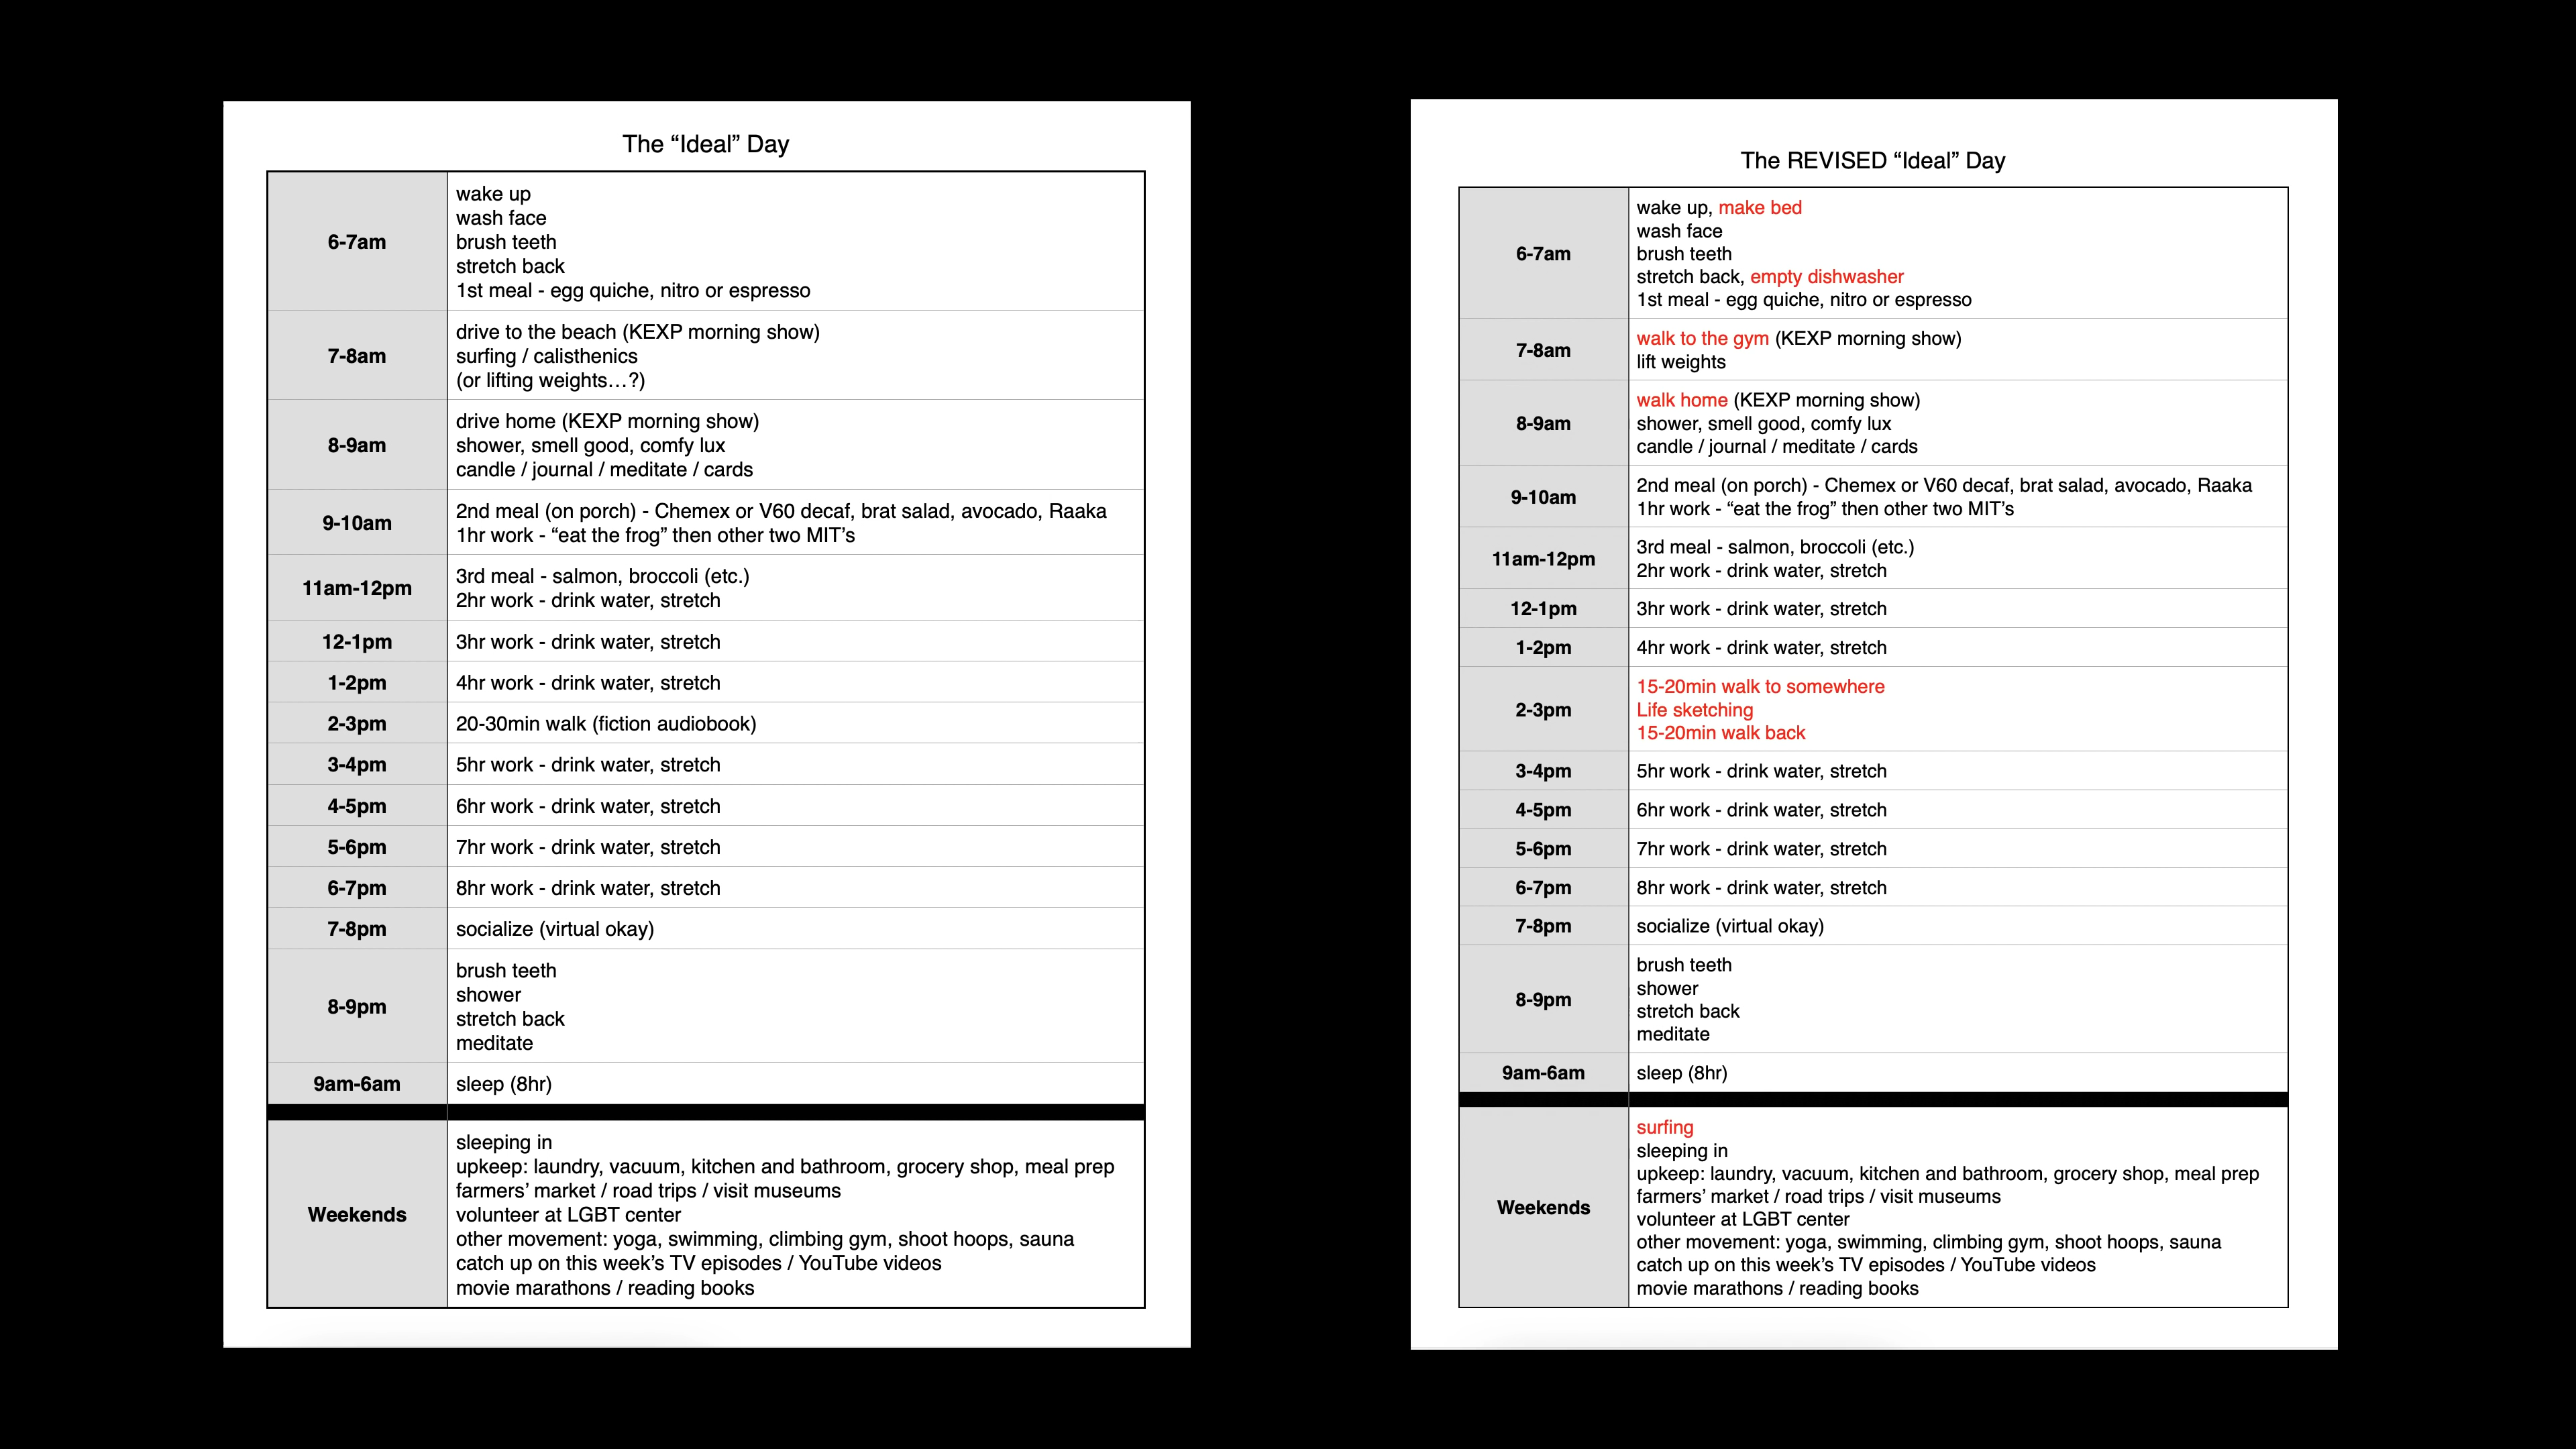 The “Ideal” Day
6-7am
wake up
wash face
brush teeth
stretch back
1st meal - egg quiche, nitro or espresso
7-8am
drive to the beach (KEXP morning show)
surfing / calisthenics
(or lifting weights…?)
8-9am
drive home (KEXP morning show)
shower, smell good, comfy lux
candle / journal / meditate / cards
9-10am
2nd meal (on porch) - Chemex or V60 decaf, brat salad, avocado, Raaka
1hr work - “eat the frog” then other two MIT’s
11am-12pm
3rd meal - salmon, broccoli (etc.)
2hr work - drink water, stretch
12-1pm
3hr work - drink water, stretch
1-2pm
4hr work - drink water, stretch
2-3pm
20-30min walk (fiction audiobook)
3-4pm
5hr work - drink water, stretch
4-5pm
6hr work - drink water, stretch
5-6pm
7hr work - drink water, stretch
6-7pm
8hr work - drink water, stretch
7-8pm
socialize (virtual okay)
8-9pm
brush teeth
shower
stretch back
meditate
9am-6am
sleep (8hr)
Weekends
sleeping in
upkeep: laundry, vacuum, kitchen and bathroom, grocery shop, meal prep
farmers’ market / road trips / visit museums
volunteer at LGBT center
other movement: yoga, swimming, climbing gym, shoot hoops, sauna
catch up on this week’s TV episodes / YouTube videos
movie marathons / reading books
The REVISED “Ideal” Day
6-7am
wake up, make bed
wash face
brush teeth
stretch back, empty dishwasher
1st meal - egg quiche, nitro or espresso
7-8am
walk to the gym (KEXP morning show)
lift weights
8-9am
walk home (KEXP morning show)
shower, smell good, comfy lux
candle / journal / meditate / cards
9-10am
2nd meal (on porch) - Chemex or V60 decaf, brat salad, avocado, Raaka
1hr work - “eat the frog” then other two MIT’s
11am-12pm
3rd meal - salmon, broccoli (etc.)
2hr work - drink water, stretch
12-1pm
3hr work - drink water, stretch
1-2pm
4hr work - drink water, stretch
2-3pm
15-20min walk to somewhere
Life sketching
15-20min walk back
3-4pm
5hr work - drink water, stretch
4-5pm
6hr work - drink water, stretch
5-6pm
7hr work - drink water, stretch
6-7pm
8hr work - drink water, stretch
7-8pm
socialize (virtual okay)
8-9pm
brush teeth
shower
stretch back
meditate
9am-6am
sleep (8hr)
Weekends
surfing
sleeping in
upkeep: laundry, vacuum, kitchen and bathroom, grocery shop, meal prep
farmers’ market / road trips / visit museums
volunteer at LGBT center
other movement: yoga, swimming, climbing gym, shoot hoops, sauna
catch up on this week’s TV episodes / YouTube videos
movie marathons / reading books